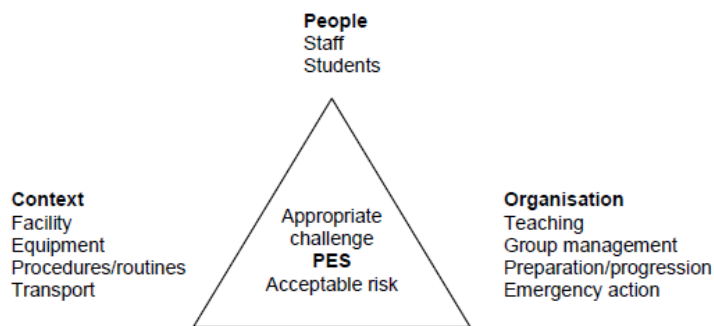 People
Staff
Students
Context
Facility
Equipment
Procedures/routines
Transport
Appropriate
challenge
PES
Acceptable risk
Organisation
Teaching
Group management
Preparation/progression
Emergency action